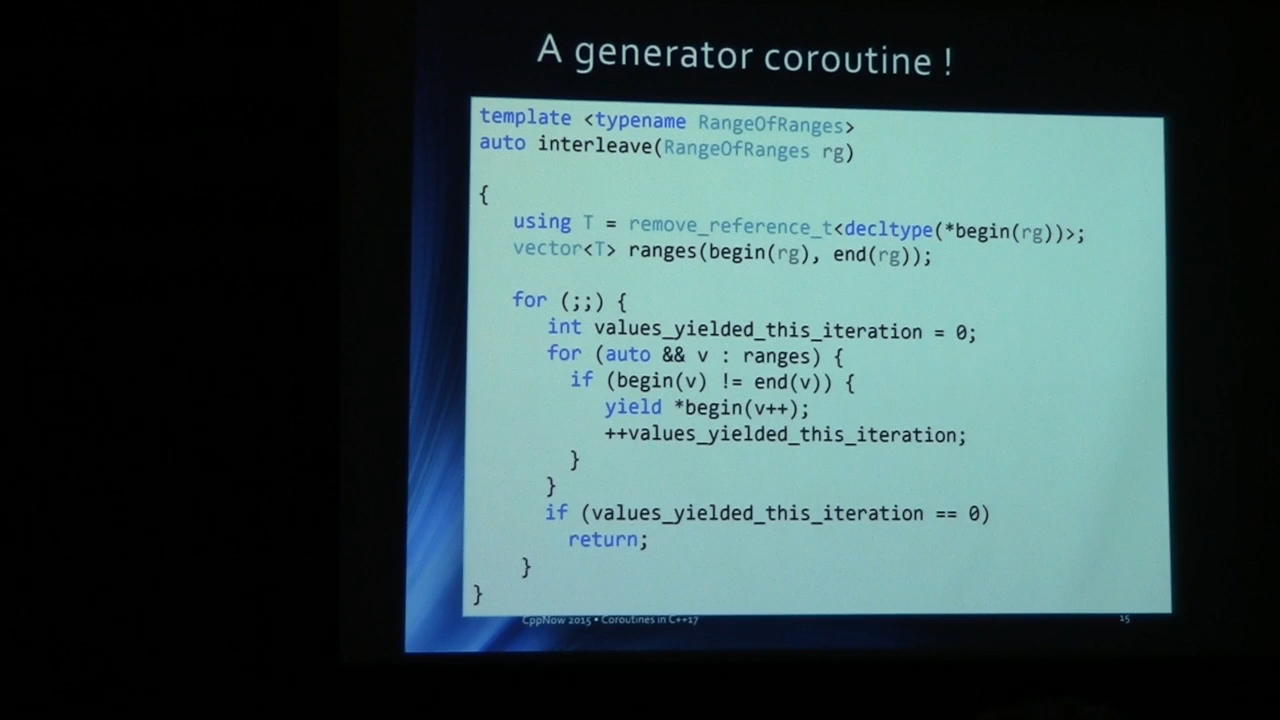 A generator coroutine !
template <typename RangeOfRanges>
auto interleave(RangeOfRanges rg)
{
using T = remove_reference_t<decltype(*begin(rg))>;
vector<T> ranges(begin(rg), end(rg));
for (;;) {
int values_yielded_this_iteration = 0;
for (auto && v : ranges) {
if (begin(v) != end(v)) {
yield *begin(v++);
++values_yielded_this_iteration;
}
}
if (values_yielded_this_iteration == 0)
return;
}
}
CppNow 2015 • Coroutines in C++17
15